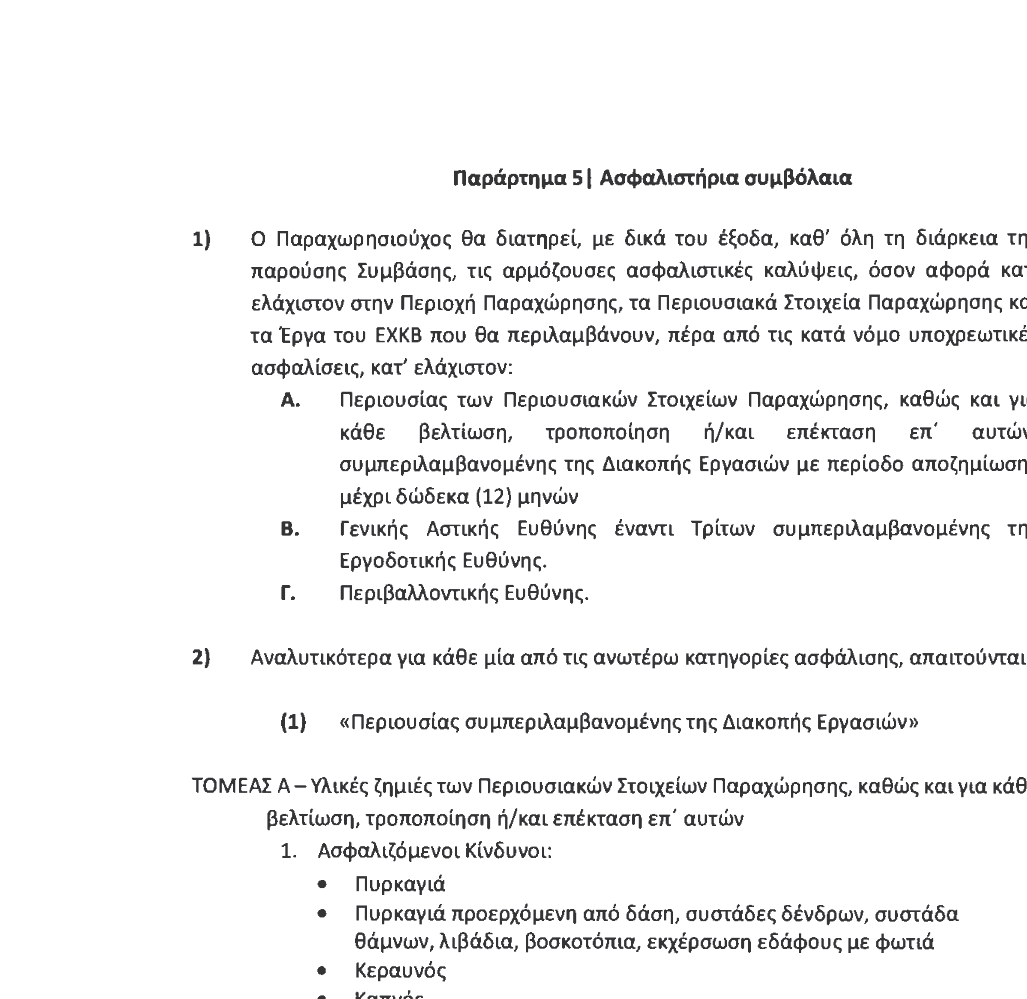 Παράρτημα 5| Ασφαλιστήρια συμβόλαια
1) Ο Παραχωρησιούχος θα διατηρεί, με δικά του έξοδα, καθ’ όλη τη διάρκεια τη
παρούσης Συμβάσης, τις αρμόζουσες ασφαλιστικές καλύψεις, όσον αφορά κατ
ελάχιστον στην Περιοχή Παραχώρησης, τα Περιουσιακά Στοιχεία Παραχώρησης κα
τα Έργα του ΕΧΚΒ που θα περιλαμβάνουν, πέρα από τις κατά νόμο υποχρεωτικέ
ασφαλίσεις, κατ’ ελάχιστον:
Α. Περιουσίας των Περιουσιακών Στοιχείων Παραχώρησης, καθώς και γι
κάθε βελτίωση, τροποποίηση ή/και επέκταση επ΄ αυτών
συμπεριλαμβανομένης της Διακοπής Εργασιών με περίοδο αποζημίωση
μέχρι δώδεκα (12) μηνών
Β. Γενικής Αστικής Ευθύνης έναντι Τρίτων συμπεριλαμβανομένης τη
Εργοδοτικής Ευθύνης.
Γ. Περιβαλλοντικής Ευθύνης.
2) Αναλυτικότερα για κάθε μία από τις ανωτέρω κατηγορίες ασφάλισης, απαιτούνται
(1) «Περιουσίας συμπεριλαμβανομένης της Διακοπής Εργασιών»
ΤΟΜΕΑΣ Α – Υλικές ζημιές των Περιουσιακών Στοιχείων Παραχώρησης, καθώς και για κάθ
βελτίωση, τροποποίηση ή/και επέκταση επ΄ αυτών
1. Ασφαλιζόμενοι Κίνδυνοι:
• Πυρκαγιά
• Πυρκαγιά προερχόμενη από δάση, συστάδες δένδρων, συστάδα
θάμνων, λιβάδια, βοσκοτόπια, εκχέρσωση εδάφους με φωτιά
• Κεραυνός
• Καπνός